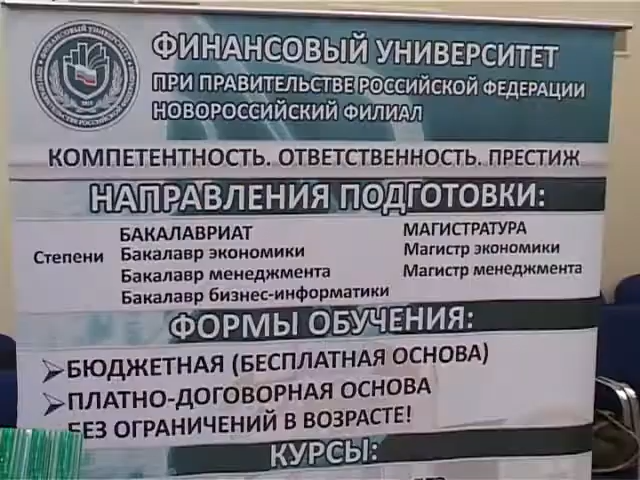 ФИНАНСОВЫЙ УНИВЕРСИТЕТ
ПРИ ПРАВИТЕЛЬСТВЕ РОССИЙСКОЙ ФЕДЕРАЦИИ
НОВОРОССИЙСКИЙ ФИЛИАЛ
КОМПЕТЕНТНОСТЬ. ОТВЕТСТВЕННОСТЬ. ПРЕСТИЖ
НАПРАВЛЕНИЯ ПОДГОТОВКИ:
БАКАЛАВРИАТ МАГИСТРАТУРА
Степени Бакалавр экономики Магистр экономики
Бакалавр менеджмента Магистр менеджмента
Бакалавр бизнес-информатики
ФОРМЫ ОБУЧЕНИЯ:
БЮДЖЕТНАЯ (БЕСПЛАТНАЯ ОСНОВА)
ПЛАТНО-ДОГОВОРНАЯ ОСНОВА
БЕЗ ОГРАНИЧЕНИЙ В ВОЗРАСТЕ!
КУРСЫ: